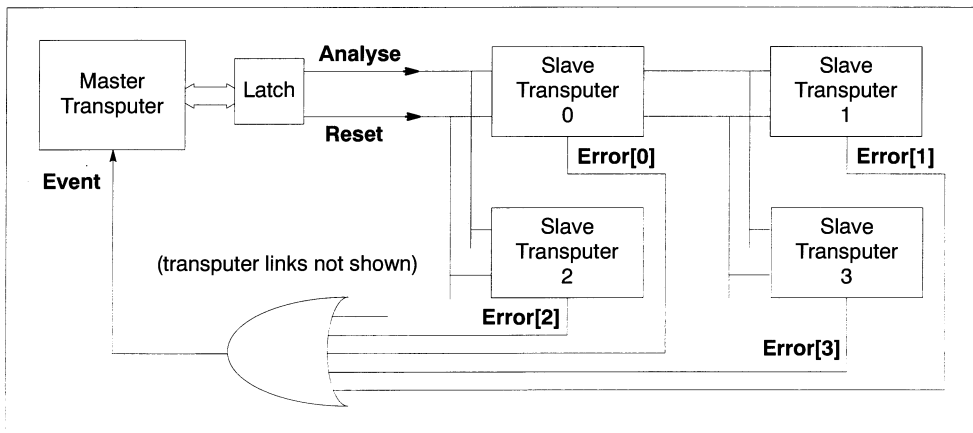 Master
Transputer
Latch
Analyse
Reset
Slave
Transputer
0
Slave
Transputer
1
Error[0]
Error[1]
Event
Slave
Transputer
2
Slave
Transputer
3
(transputer links not shown)
Error[2]
Error[3]